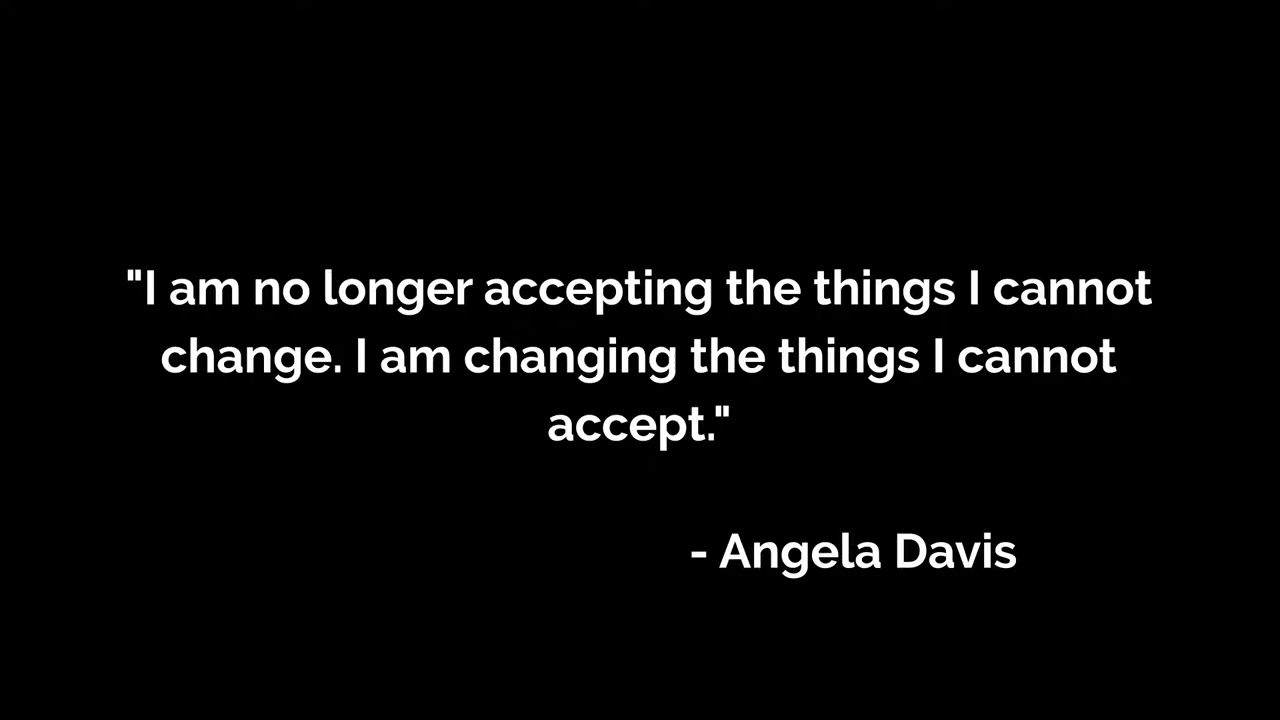 "I am no longer accepting the things I cannot
change. I am changing the things I cannot
accept."
- Angela Davis